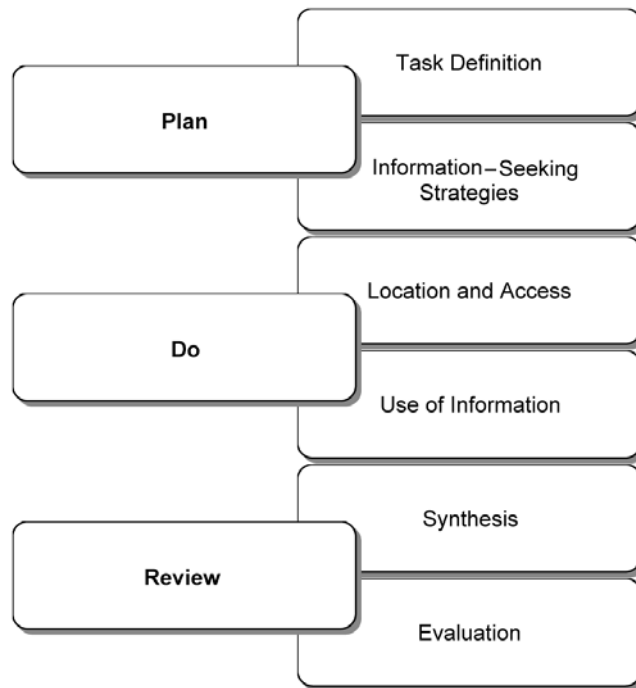 Plan
Task Definition
Information–Seeking
Strategies
Do
Location and Access
Use of Information
Review
Synthesis
Evaluation